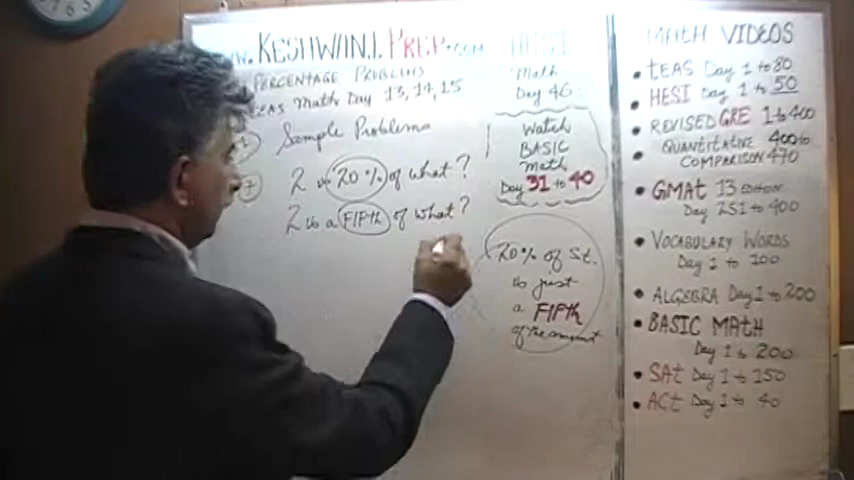 KESHWANI PREP.COM
PERCENTAGE PROBLEMS
TEAS Math Day 13, 14, 15
Sample Problems
2 is 20% of what?
2 is a FIFTH of what?
HESI
Math
Day 46
Watch
BASIC
Math
Day 31 to 40
20% of St.
is just
a FIFTH
of the amount
MATH VIDEOS
• TEAS Day 1 to 80
• HESI Day 1 to 50
• REVISED GRE 1 to 400
• QUANTITATIVE 400 to
COMPARISON 470
• GMAT 13 EDITION
Day 251 to 400
• VOCABULARY WORDS
Day 1 to 100
• ALGEBRA Day 1 to 200
• BASIC MATH
Day 1 to 200
• SAT Day 1 to 150
• ACT Day 1 to 40